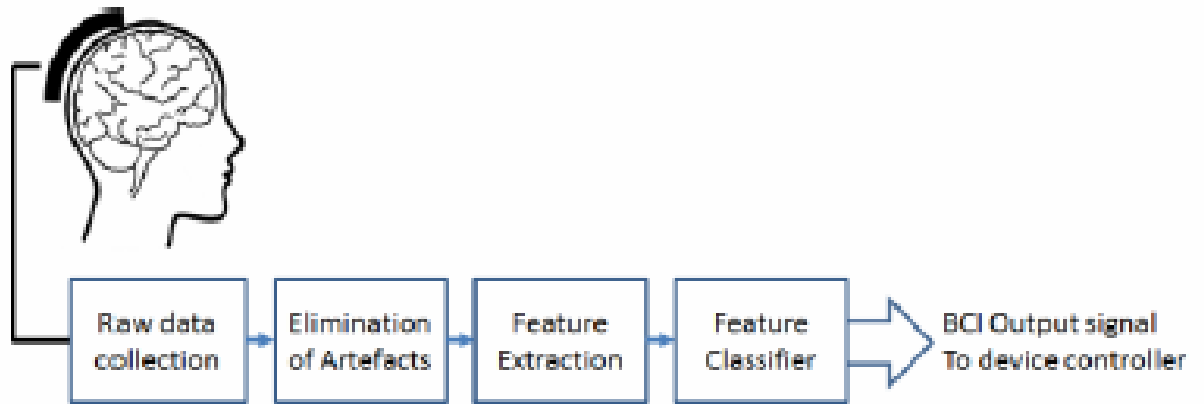 Raw data
collection
Elimination
of Artefacts
Feature
Extraction
Feature
Classifier
BCI Output signal
To device controller